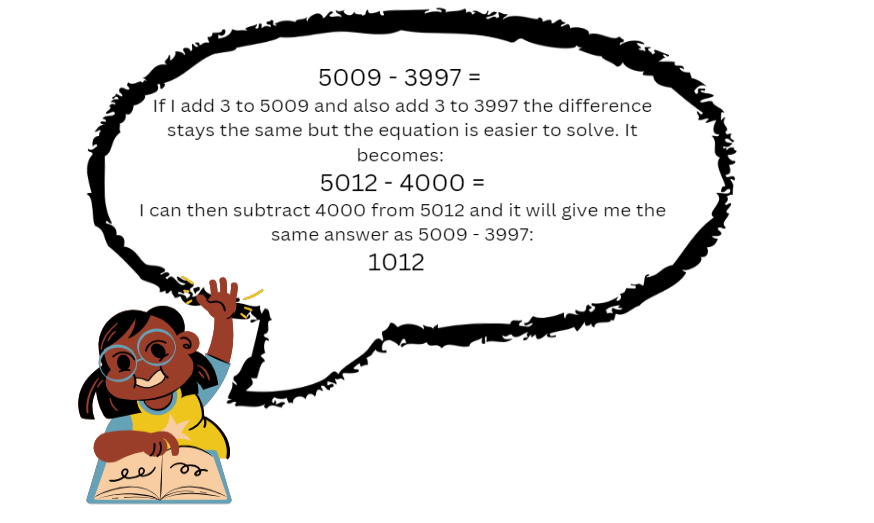 5009 - 3997 =
If I add 3 to 5009 and also add 3 to 3997 the difference
stays the same but the equation is easier to solve. It
becomes:
5012 - 4000 =
I can then subtract 4000 from 5012 and it will give me the
same answer as 5009 - 3997:
1012